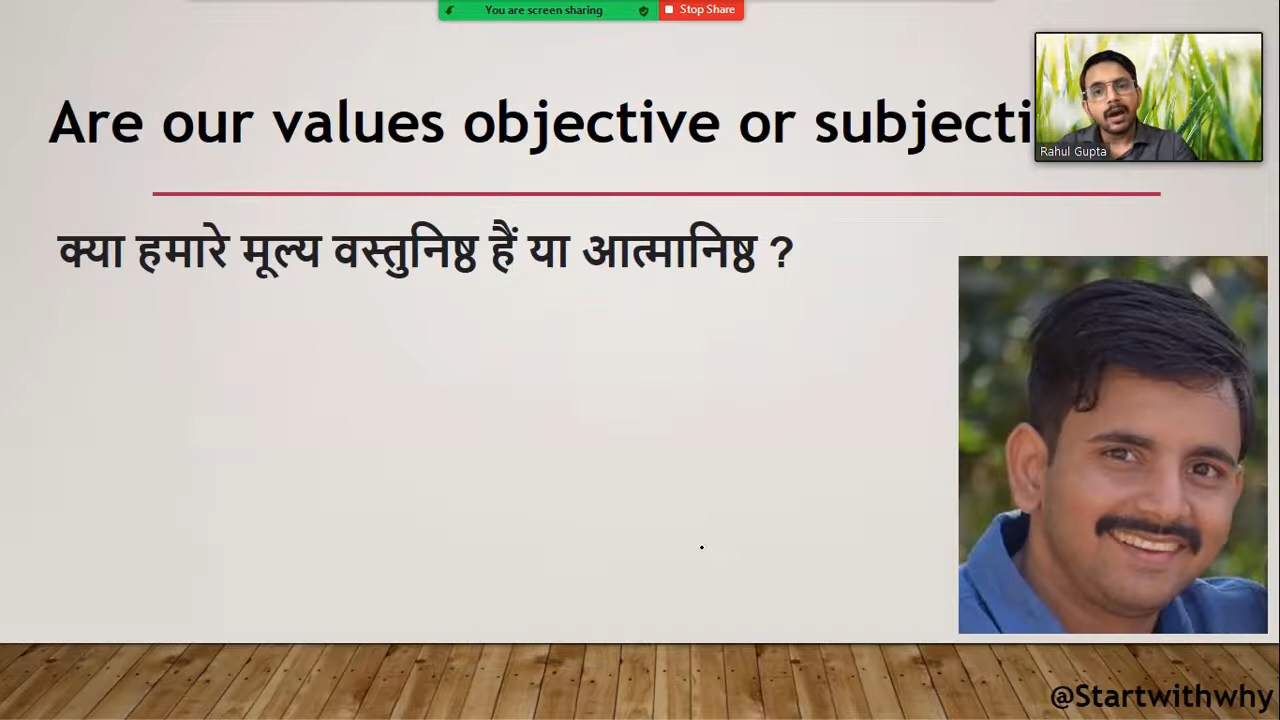 You are screen sharing Stop Share
Are our values objective or subjecti
Rahul Gupta
क्या हमारे मूल्य वस्तुनिष्ठ हैं या आत्मानिष्ठ ?
@Startwithwhy